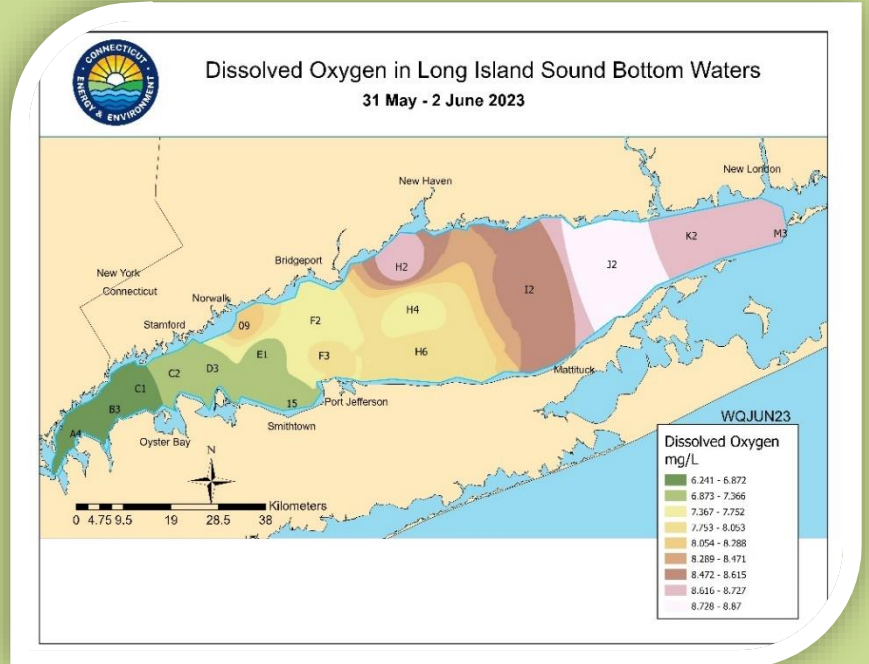 CONNECTICUT
ENERGY & ENVIRONMENT
Dissolved Oxygen in Long Island Sound Bottom Waters
31 May - 2 June 2023
New London
New Haven
K2
M3
H2
J2
Bridgeport
New York
Connecticut
I2
Norwalk
H4
09
F2
Stamford
H6
E1
F3
D3
C2
Mattituck
C1
I5
Port Jefferson
B3
Smithtown
A4
Oyster Bay
WQJUN23
N
Kilometers
0 4.75 9.5 19 28.5 38
Dissolved Oxygen
mg/L
6.241 - 6.872
6.873 - 7.366
7.367 - 7.752
7.753 - 8.053
8.054 - 8.288
8.289 - 8.471
8.472 - 8.615
8.616 - 8.727
8.728 - 8.87